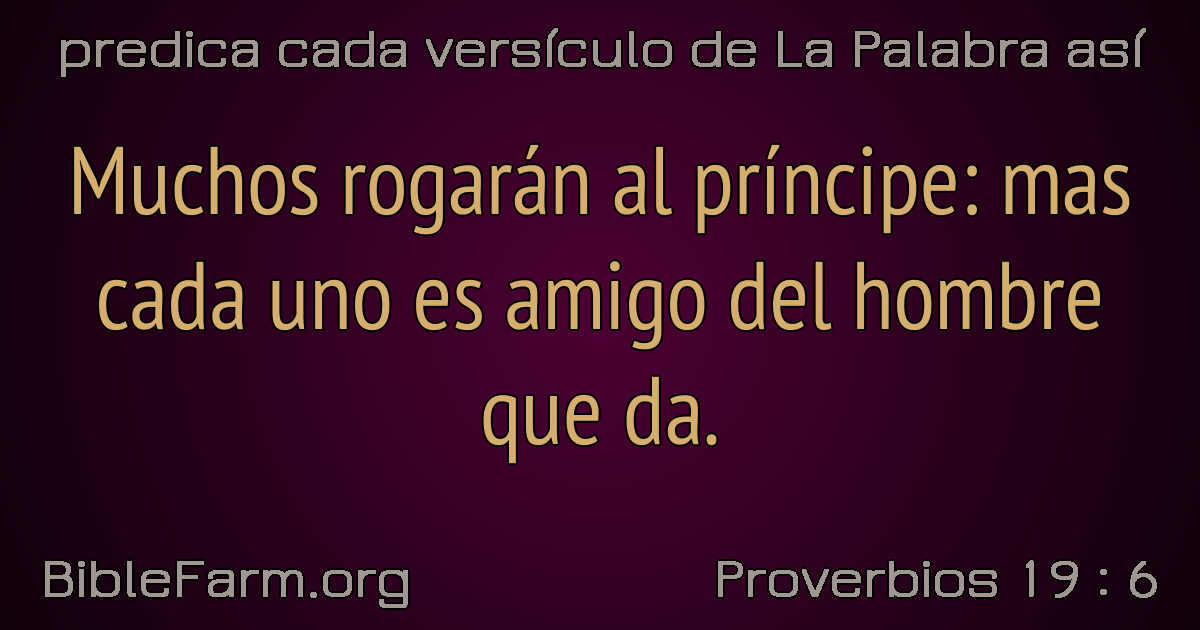 predica cada versículo de La Palabra así
Muchos rogarán al príncipe: mas
cada uno es amigo del hombre
que da.
BibleFarm.org
Proverbios 19 : 6